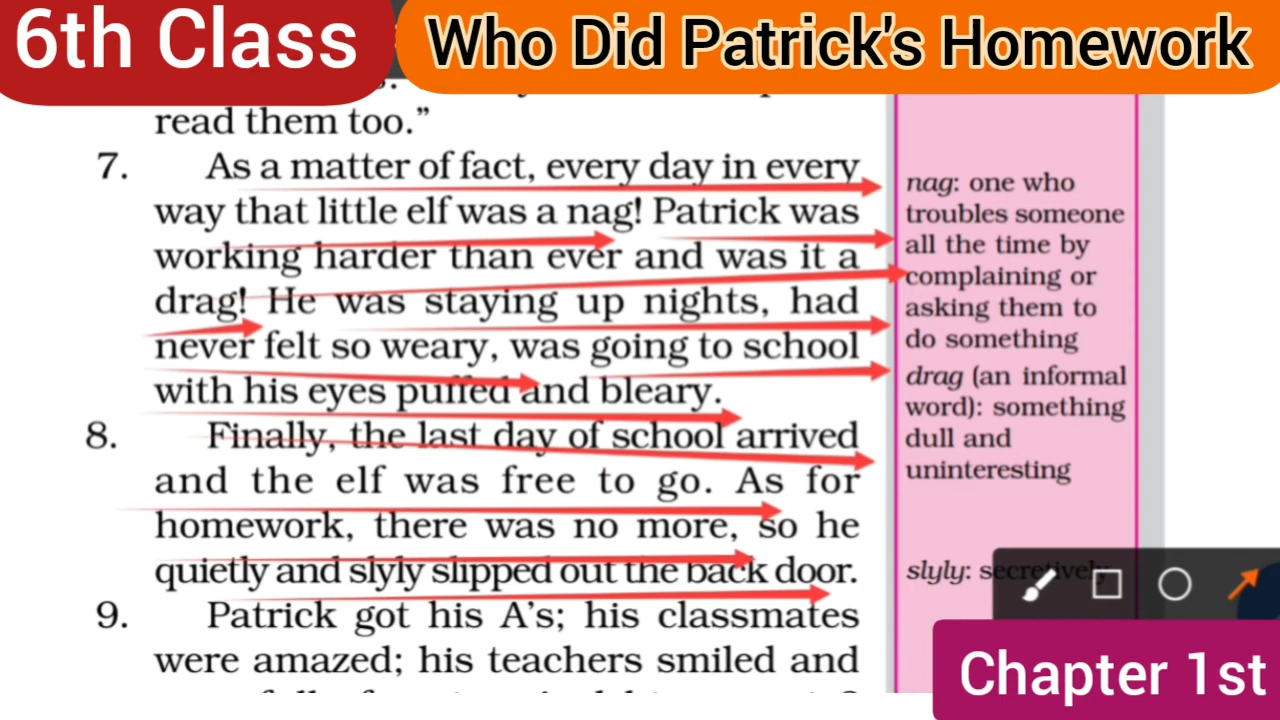 6th Class
Who Did Patrick's Homework
read them too.”
7. As a matter of fact, every day in every
way that little elf was a nag! Patrick was
working harder than ever and was it a
drag! He was staying up nights, had
never felt so weary, was going to school
with his eyes puffed and bleary.
8. Finally, the last day of school arrived
and the elf was free to go. As for
homework, there was no more, so he
quietly and slyly slipped out the back door.
9. Patrick got his A's; his classmates
were amazed; his teachers smiled and
nag: one who
troubles someone
all the time by
complaining or
asking them to
do something
drag (an informal
word): something
dull and
uninteresting
slyly: secretively
Chapter 1st